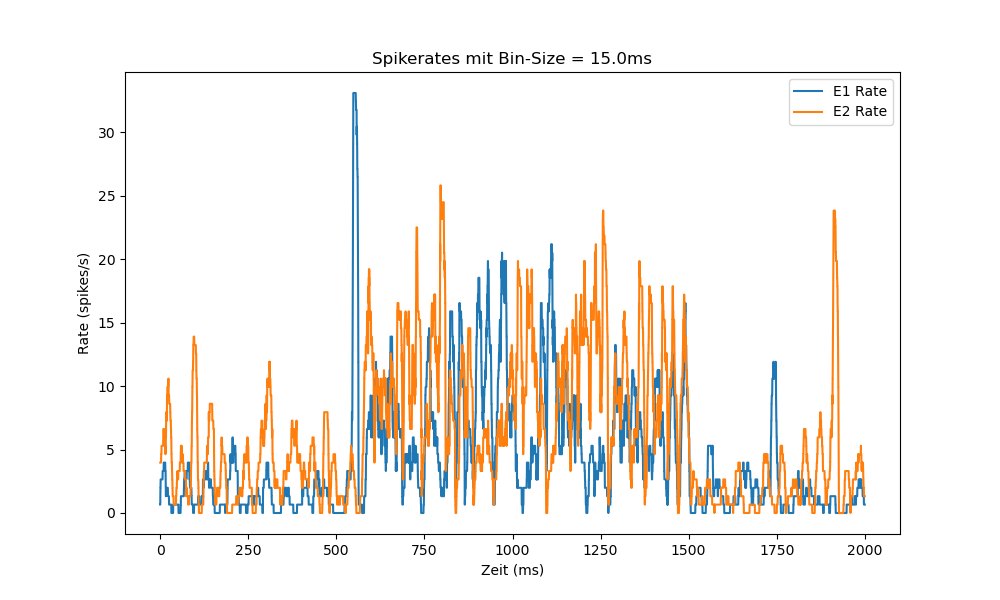 Spikerates mit Bin-Size = 15.0ms
E1 Rate
E2 Rate
Rate (spikes/s)
30
25
20
15
10
5
0
0 250 500 750 1000 1250 1500 1750 2000
Zeit (ms)